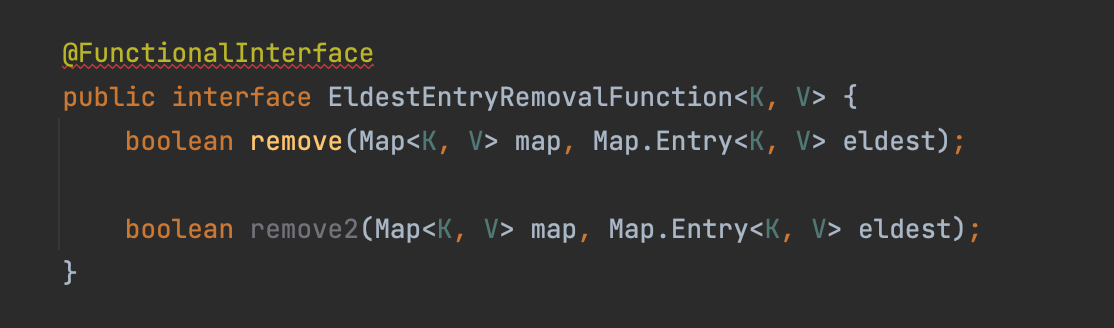 @FunctionalInterface
public interface EldestEntryRemovalFunction<K, V> {
boolean remove(Map<K, V> map, Map.Entry<K, V> eldest);
boolean remove2(Map<K, V> map, Map.Entry<K, V> eldest);
}